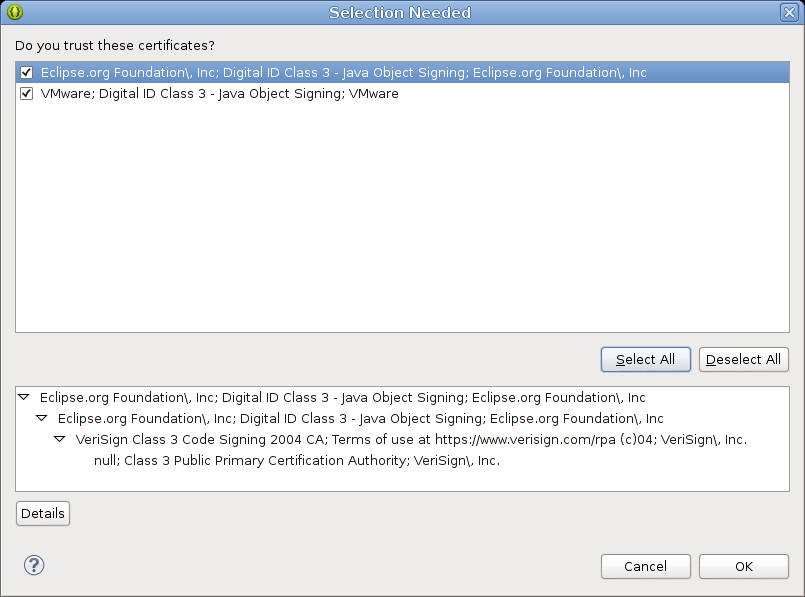 Selection Needed
Do you trust these certificates?
Eclipse.org Foundation\, Inc; Digital ID Class 3 - Java Object Signing; Eclipse.org Foundation\, Inc
VMware; Digital ID Class 3 - Java Object Signing; VMware
Select All Deselect All
Eclipse.org Foundation\, Inc; Digital ID Class 3 - Java Object Signing; Eclipse.org Foundation\, Inc
Eclipse.org Foundation\, Inc; Digital ID Class 3 - Java Object Signing; Eclipse.org Foundation\, Inc
VeriSign Class 3 Code Signing 2004 CA; Terms of use at https://www.verisign.com/rpa (c)04; VeriSign\, Inc.
null; Class 3 Public Primary Certification Authority; VeriSign\, Inc.
Details
? Cancel OK